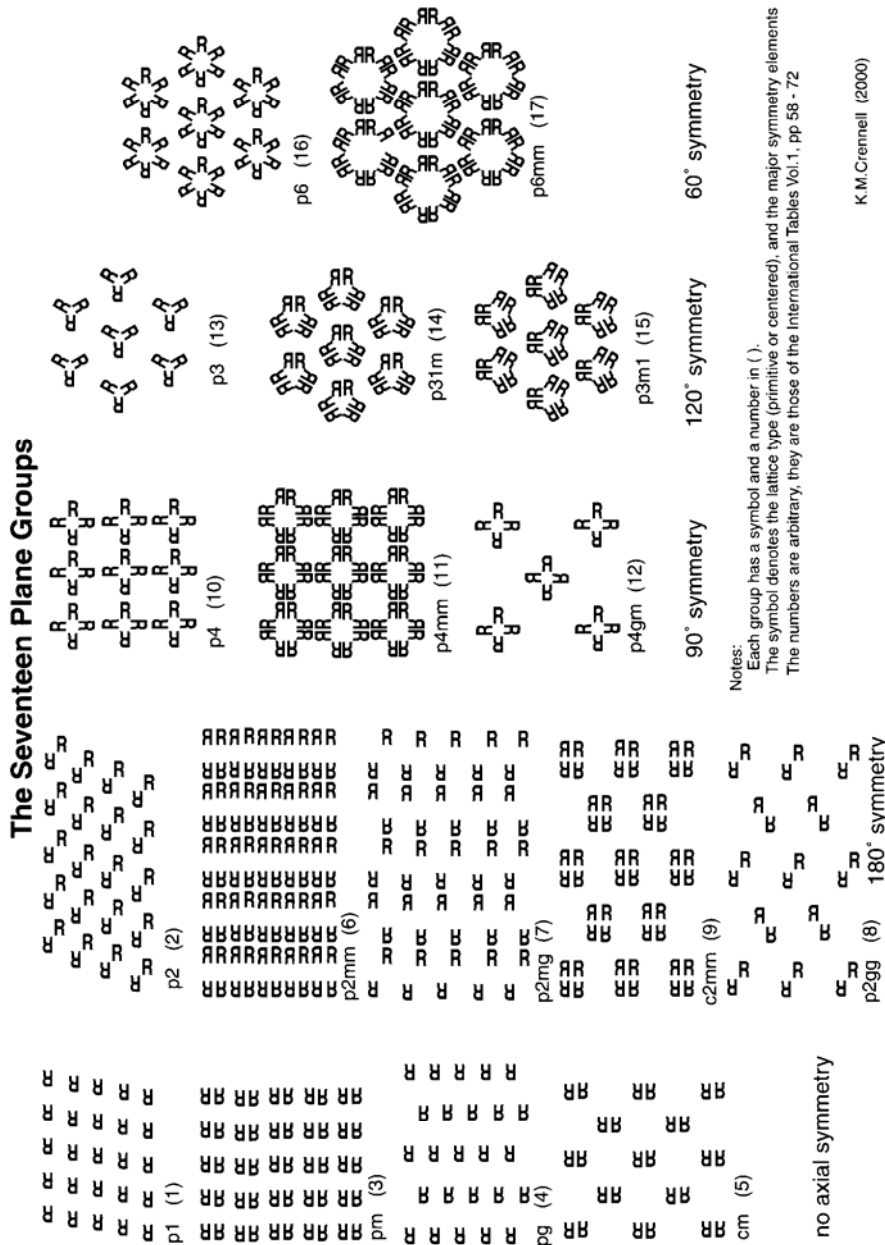 The Seventeen Plane Groups
p1 (1)
pm (3)
pg (4)
cm (5)
no axial symmetry
p2 (2)
p2mm (6)
p2mg (7)
c2mm (9)
p2gg (8)
180° symmetry
p4 (10)
p4mm (11)
p4gm (12)
90° symmetry
p3 (13)
p31m (14)
p3m1 (15)
120° symmetry
p6 (16)
p6mm (17)
60° symmetry
Notes:
Each group has a symbol and a number in ( ).
The symbol denotes the lattice type (primitive or centered), and the major symmetry elements
The numbers are arbitrary, they are those of the International Tables Vol.1, pp 58 - 72
K.M.Crennell (2000)